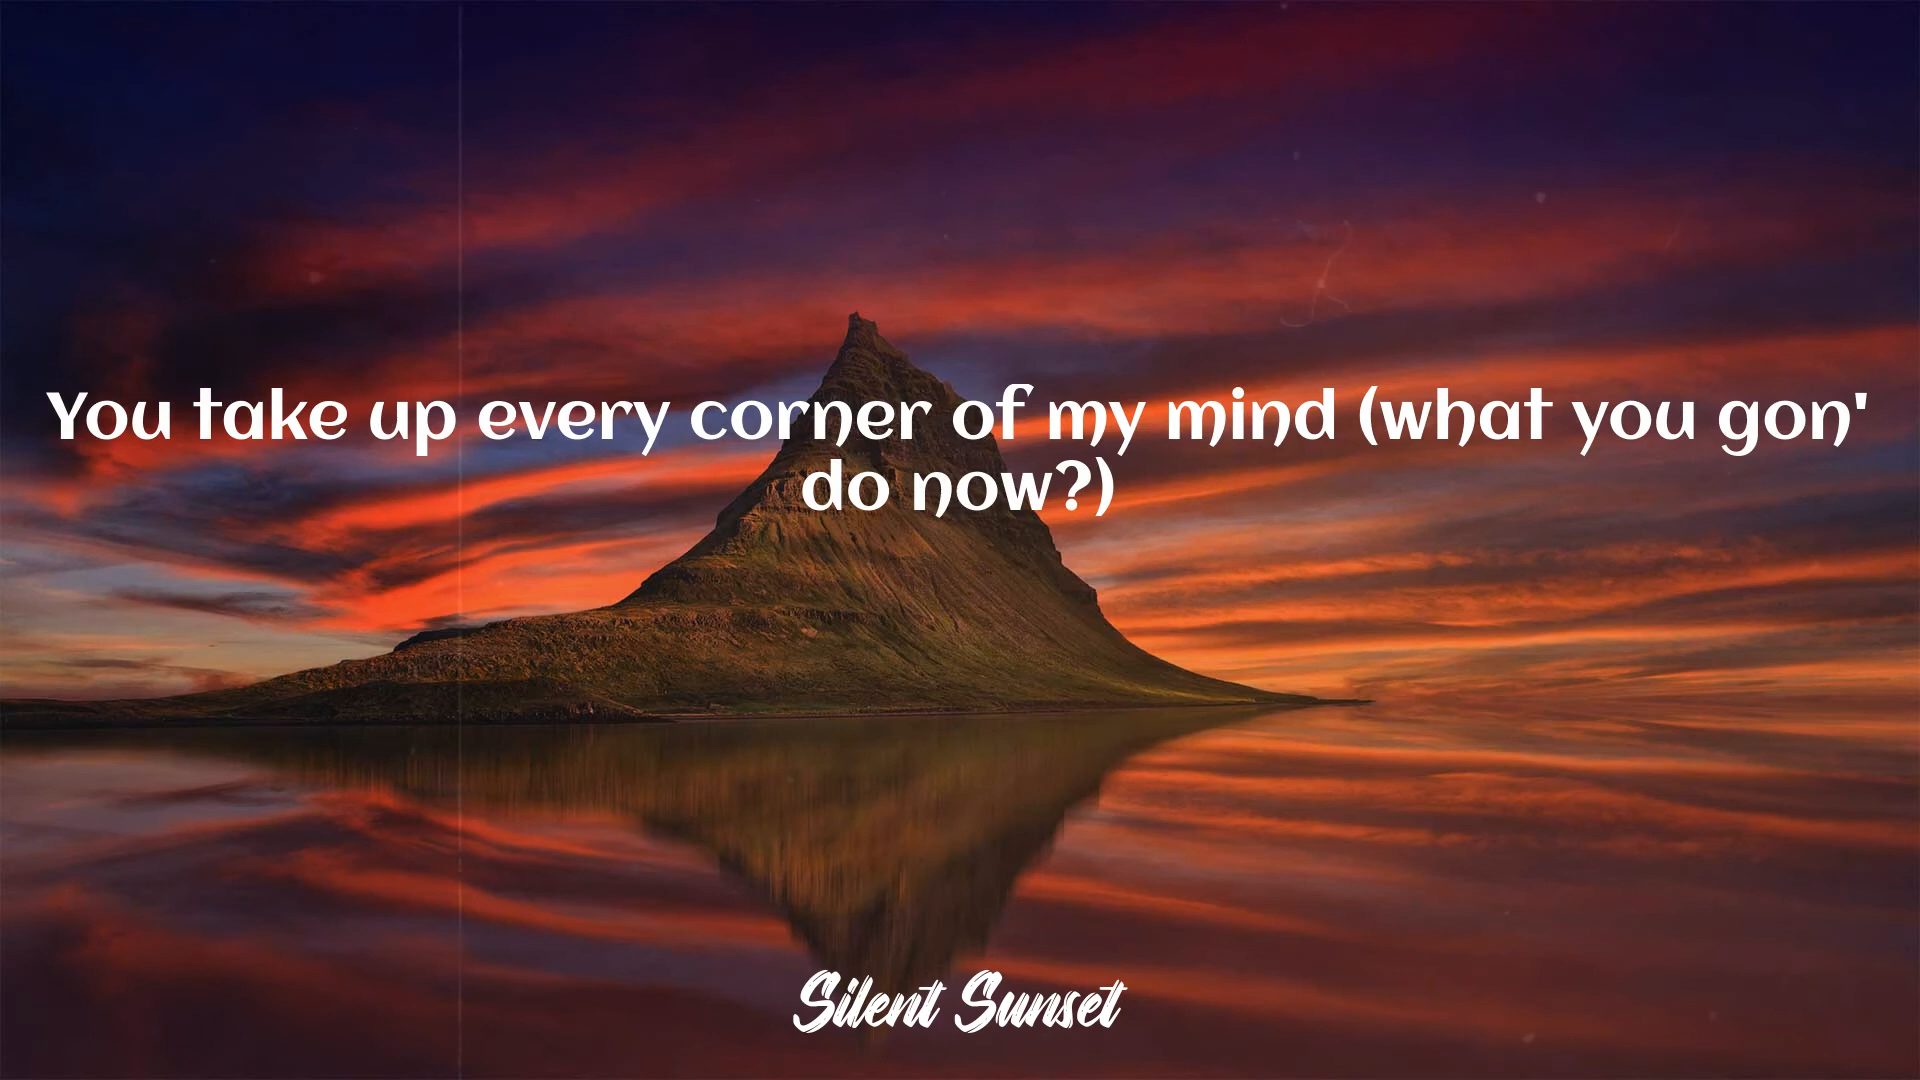 You take up every corner of my mind (what you gon'
do now?)
Silent Sunset